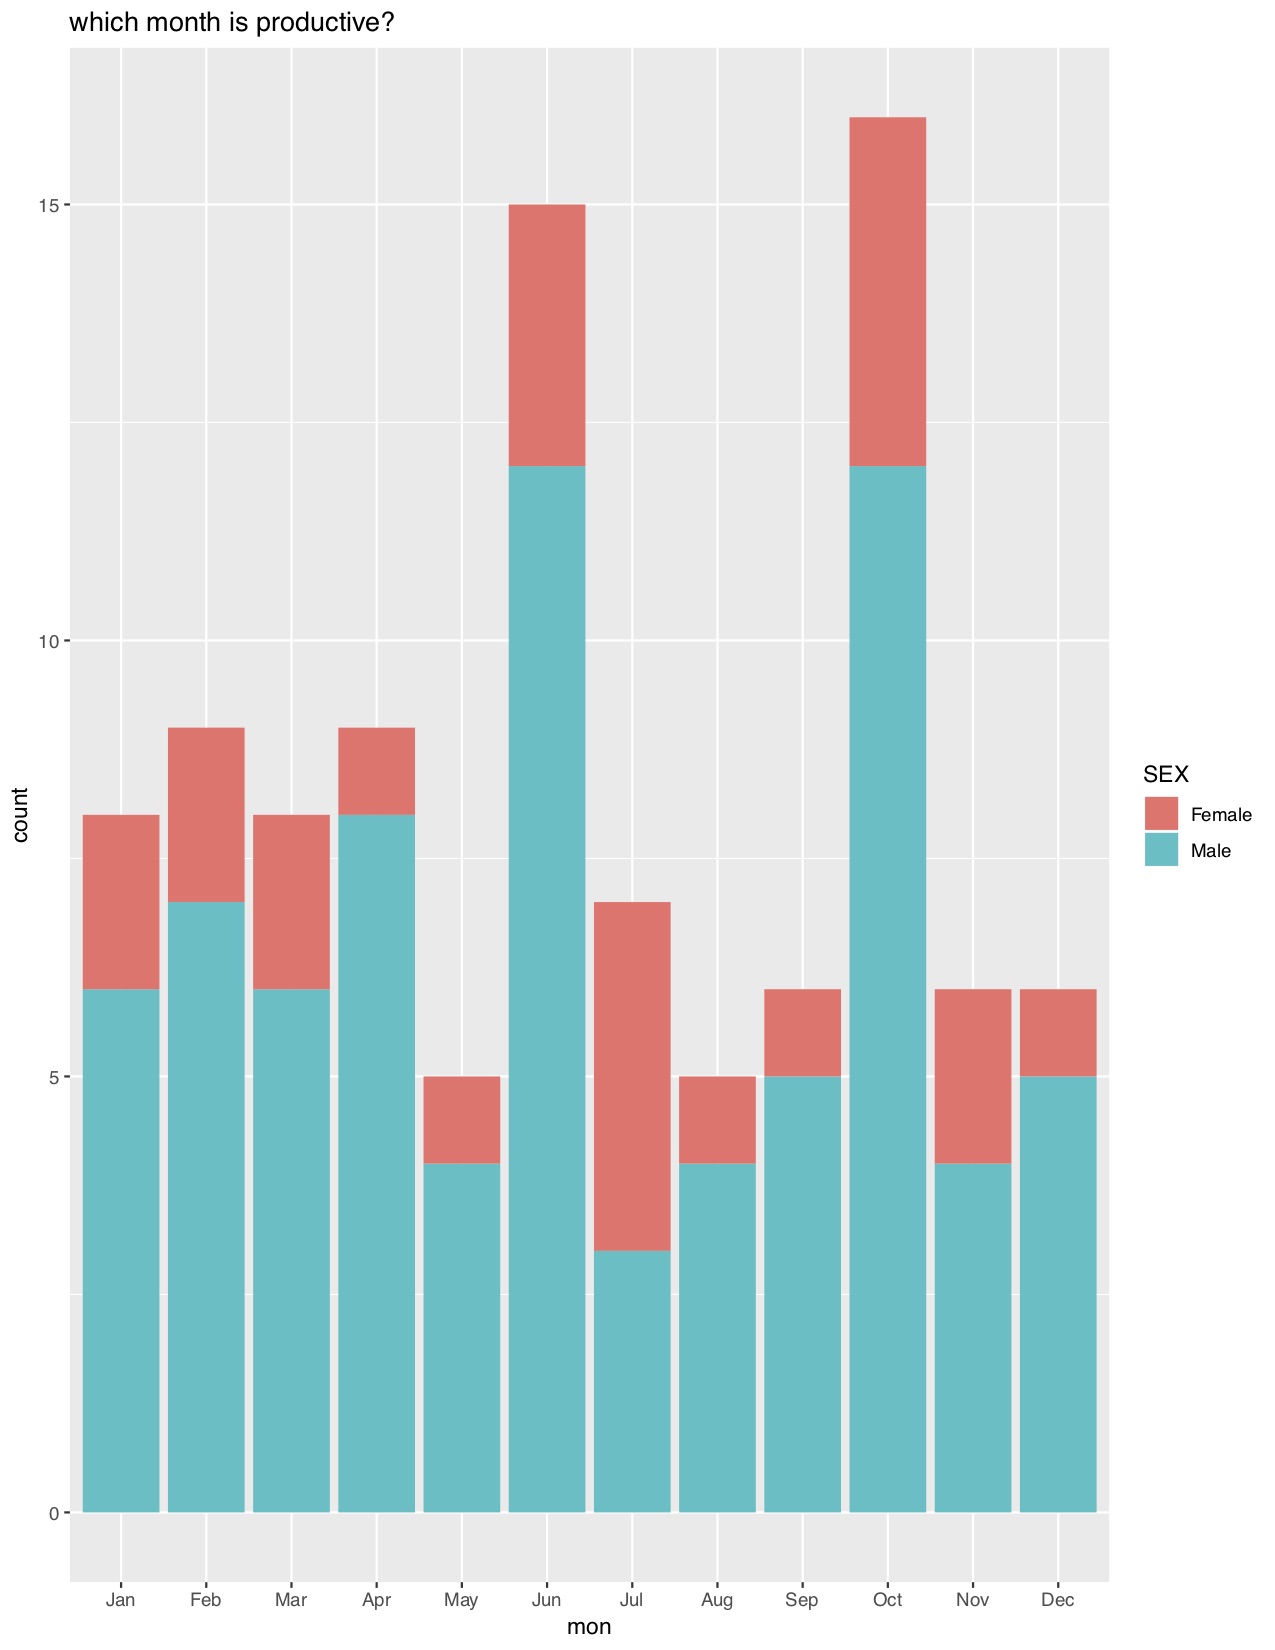 which month is productive?
15
10
5
0
count
Jan Feb Mar Apr May Jun Jul Aug Sep Oct Nov Dec
mon
SEX
Female
Male